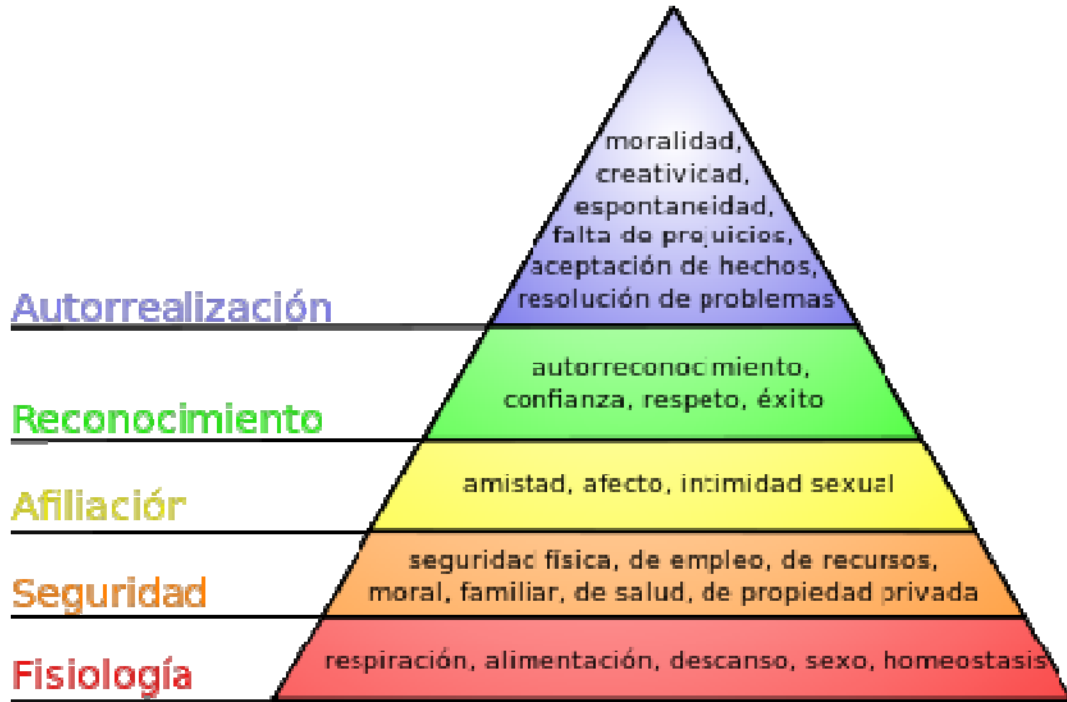 moralidad,
creatividad,
espontaneidad,
falta de prejuicios,
aceptación de hechos,
resolución de problemas
Autorrealización
autorreconocimiento,
confianza, respeto, éxito
Reconocimiento
amistad, afecto, intimidad sexual
Afiliación
seguridad física, de empleo, de recursos,
moral, familiar, de salud, de propiedad privada
Seguridad
respiración, alimentación, descanso, sexo, homeostasis
Fisiología